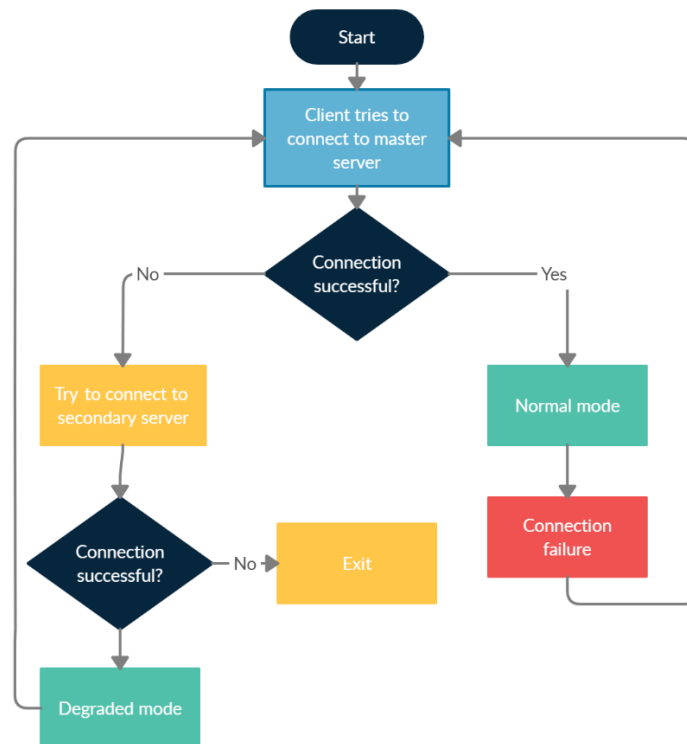 Start
Client tries to
connect to master
server
Connection
successful?
No
Yes
Try to connect to
secondary server
Normal mode
Connection
successful?
No
Exit
Connection
failure
Degraded mode